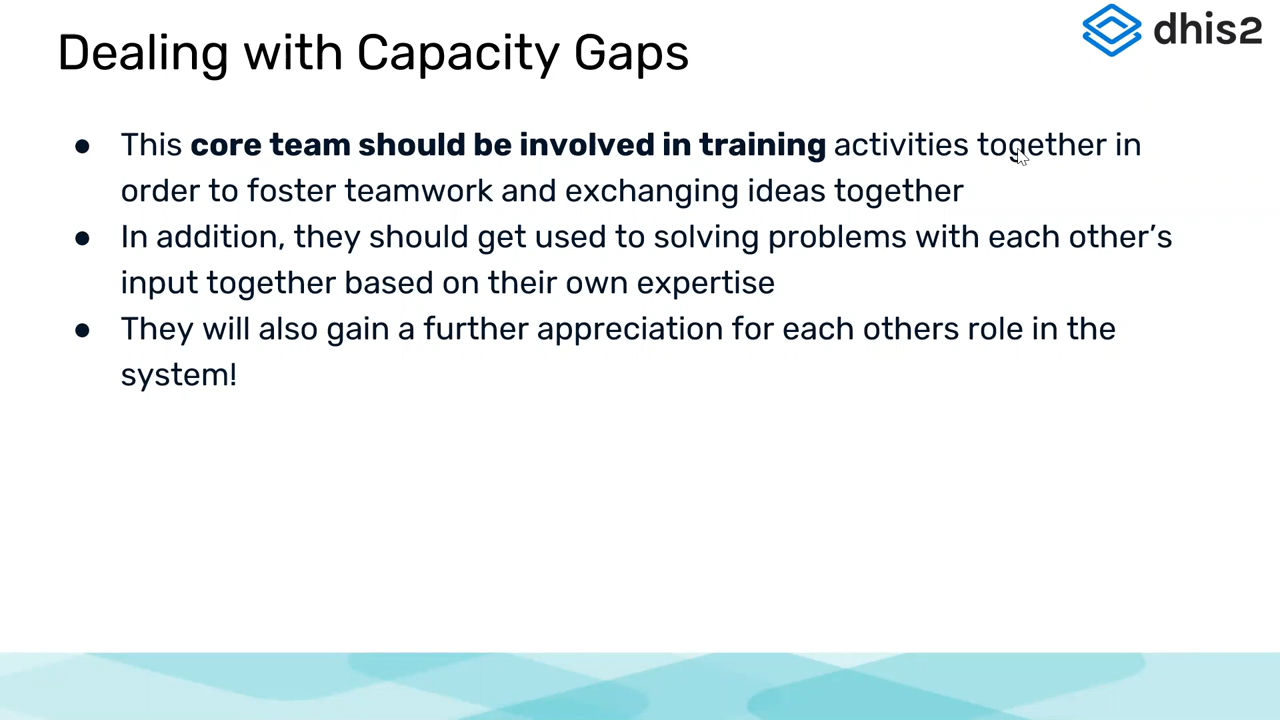 Dealing with Capacity Gaps
dhis2
● This core team should be involved in training activities together in
order to foster teamwork and exchanging ideas together
● In addition, they should get used to solving problems with each other’s
input together based on their own expertise
● They will also gain a further appreciation for each others role in the
system!